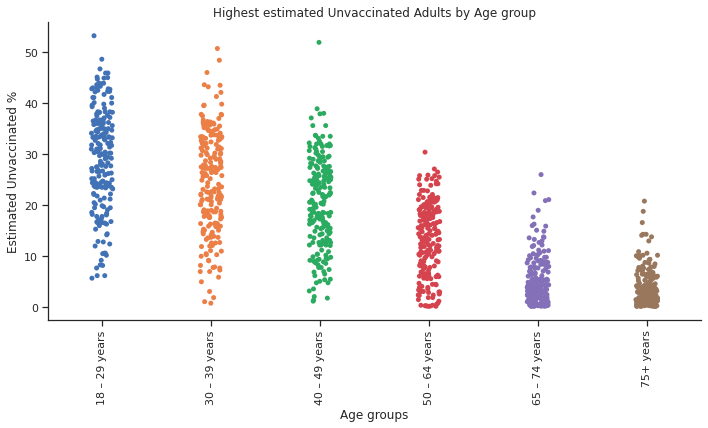 Highest estimated Unvaccinated Adults by Age group
Estimated Unvaccinated %
50
40
30
20
10
0
18 – 29 years
30 – 39 years
40 – 49 years
50 – 64 years
65 – 74 years
75+ years
Age groups